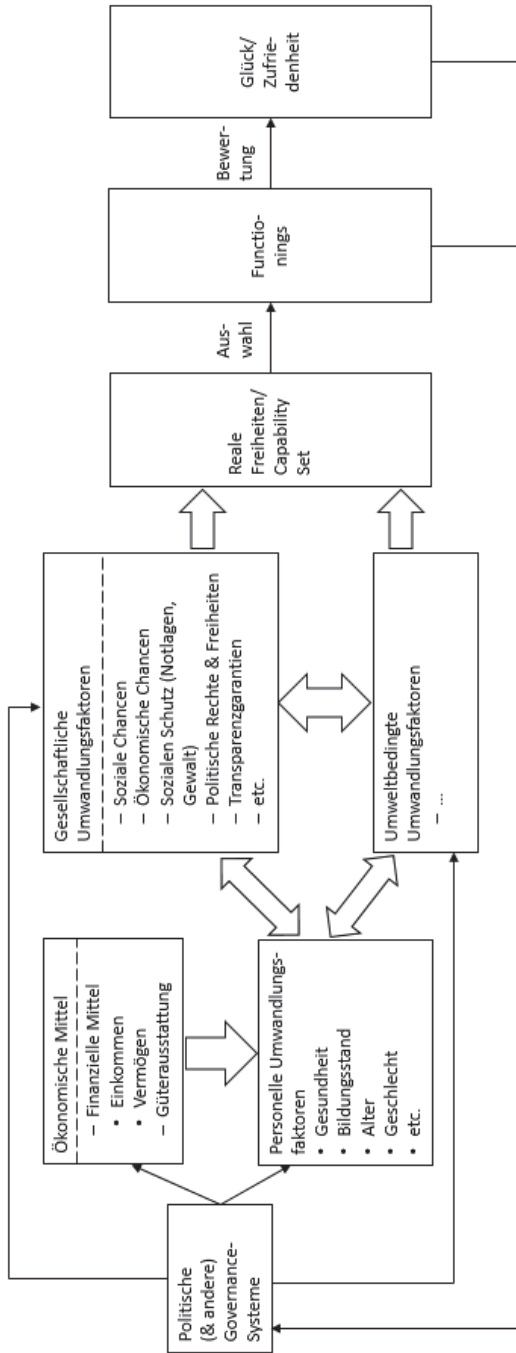 Politische
(& andere)
Governance-
Systeme
Ökonomische Mittel
– Finanzielle Mittel
• Einkommen
• Vermögen
– Güterausstattung
Personelle Umwandlungs-
faktoren
• Gesundheit
• Bildungsstand
• Alter
• Geschlecht
• etc.
Gesellschaftliche
Umwandlungsfaktoren
– Soziale Chancen
– Ökonomische Chancen
– Sozialen Schutz (Notlagen,
Gewalt)
– Politische Rechte & Freiheiten
– Transparenzgarantien
– etc.
Umweltbedingte
Umwandlungsfaktoren
– ...
Reale
Freiheiten/
Capability
Set
Aus-
wahl
Functio-
nings
Bewer-
tung
Glück/
Zufrie-
denheit